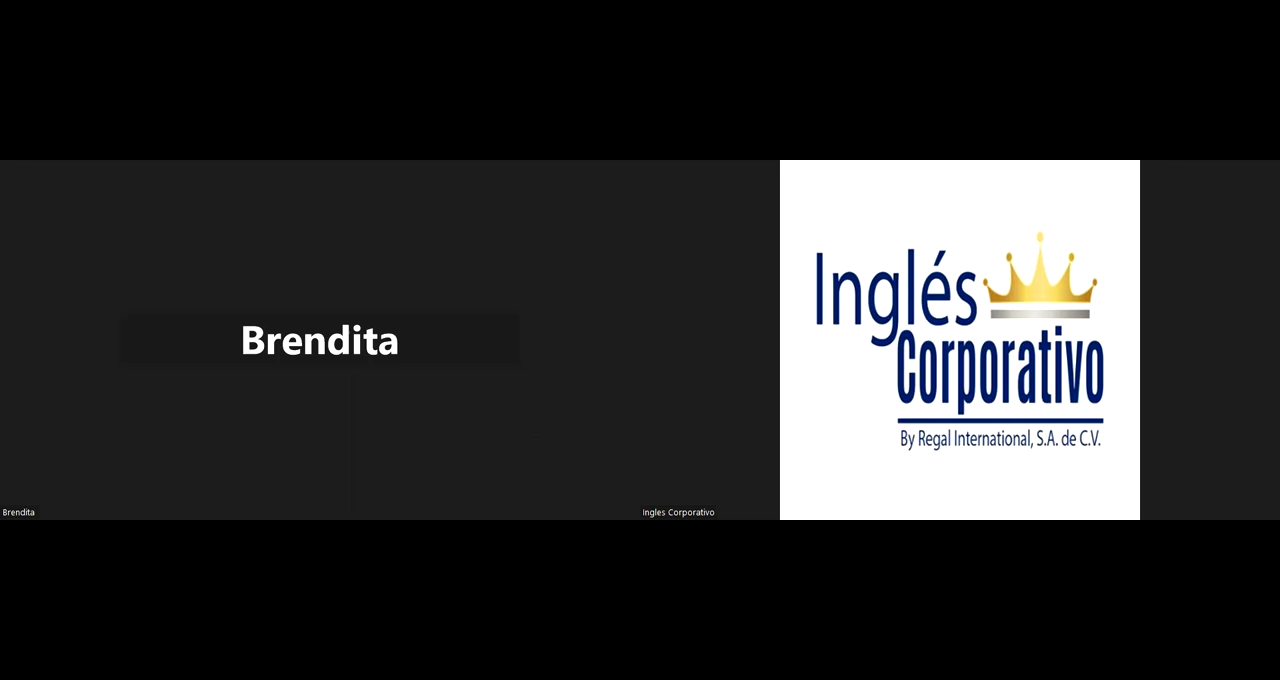 Brendita
Inglés
Corporativo
By Regal International, S.A. de C.V.
Brendita
Ingles Corporativo